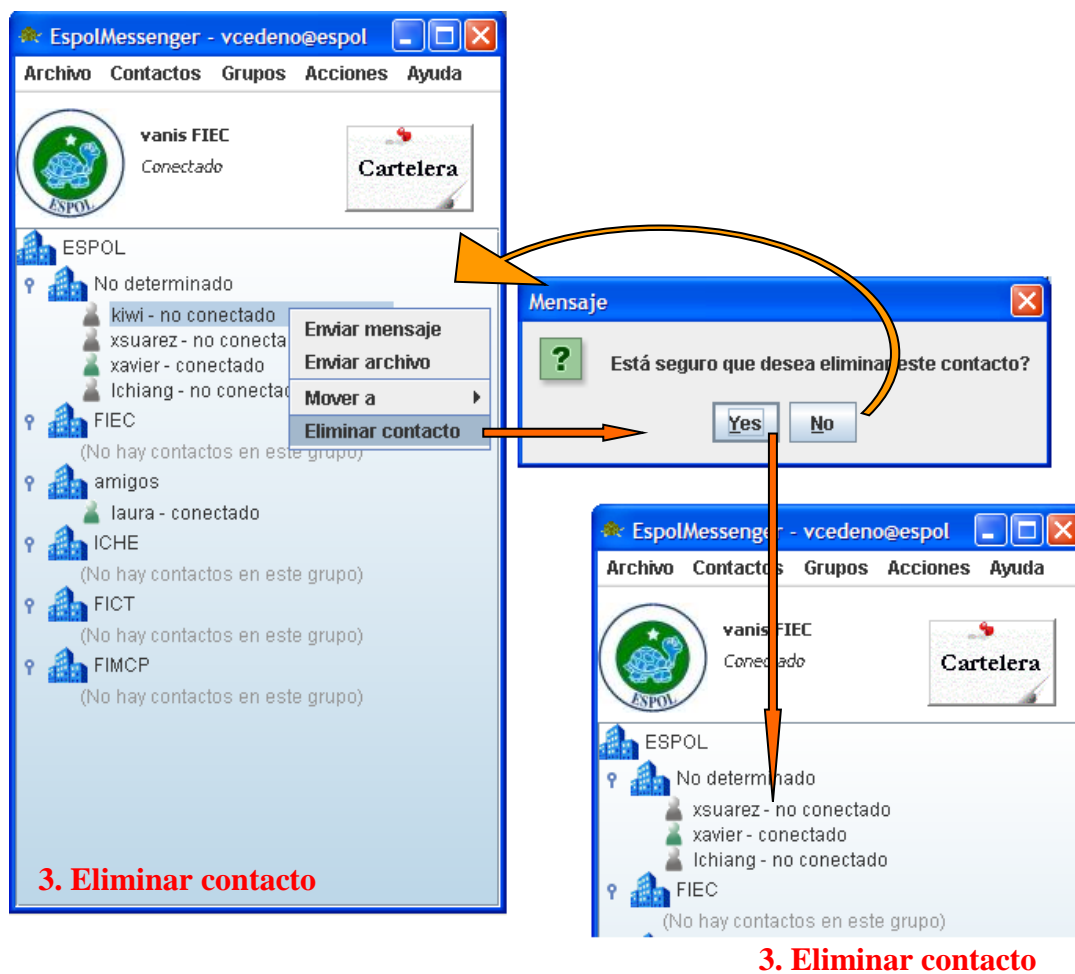 EspolMessenger - vcedeno@espol
Archivo Contactos Grupos Acciones Ayuda
vanis FIEC
Conectado
Cartelera
ESPOL
ESPOL
No determinado
kiwi - no conectado
xsuarez - no conecta
xavier - conectado
lchiang - no conectad
Enviar mensaje
Enviar archivo
Mover a
Eliminar contacto
FIEC
(No hay contactos en este grupo)
amigos
laura - conectado
ICHE
(No hay contactos en este grupo)
FICT
(No hay contactos en este grupo)
FIMCP
(No hay contactos en este grupo)
3. Eliminar contacto
Mensaje
?
Está seguro que desea eliminar este contacto?
Yes No
EspolMessenger - vcedeno@espol
Archivo Contactos Grupos Acciones Ayuda
vanis FIEC
Conectado
Cartelera
ESPOL
ESPOL
No determinado
xsuarez - no conectado
xavier - conectado
lchiang - no conectado
FIEC
(No hay contactos en este grupo)
3. Eliminar contacto